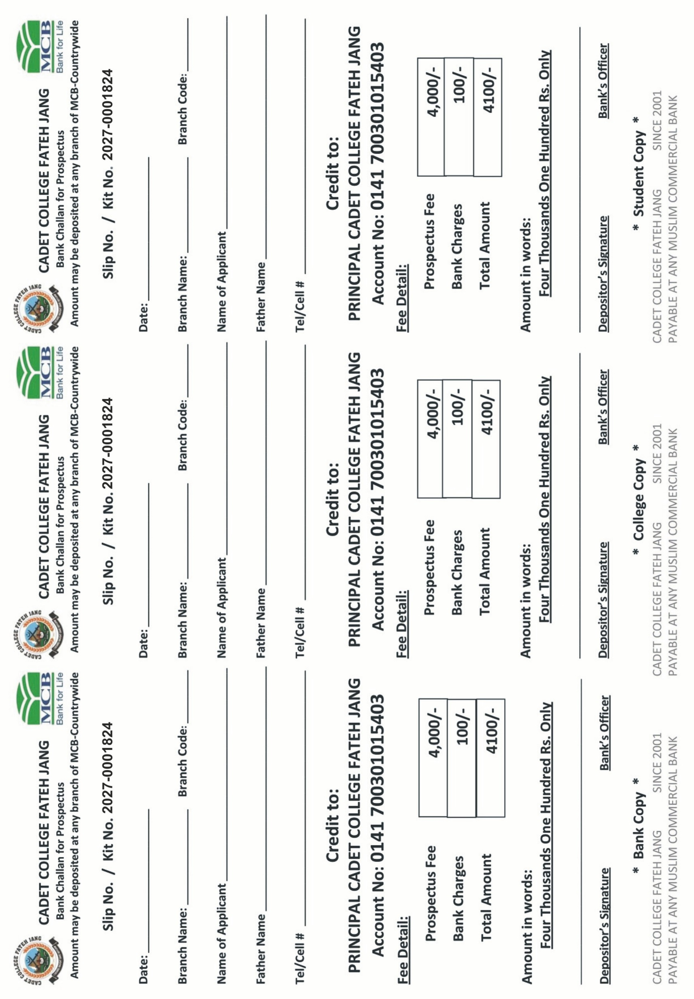 CADET COLLEGE FATEH JANG
CADET COLLEGE FATEH JANG
MCB
Bank for Life
Bank Challan for Prospectus
Amount may be deposited at any branch of MCB-Countrywide
Slip No. / Kit No. 2027-0001824
Date:
Branch Name: Branch Code:
Name of Applicant
Father Name
Tel/Cell #
Credit to:
PRINCIPAL CADET COLLEGE FATEH JANG
Account No: 0141 700301015403
Fee Detail:
Prospectus Fee 4,000/-
Bank Charges 100/-
Total Amount 4100/-
Amount in words:
Four Thousands One Hundred Rs. Only
Depositor's Signature Bank's Officer
* Bank Copy *
CADET COLLEGE FATEH JANG SINCE 2001
PAYABLE AT ANY MUSLIM COMMERCIAL BANK
CADET COLLEGE FATEH JANG
CADET COLLEGE FATEH JANG
MCB
Bank for Life
Bank Challan for Prospectus
Amount may be deposited at any branch of MCB-Countrywide
Slip No. / Kit No. 2027-0001824
Date:
Branch Name: Branch Code:
Name of Applicant
Father Name
Tel/Cell #
Credit to:
PRINCIPAL CADET COLLEGE FATEH JANG
Account No: 0141 700301015403
Fee Detail:
Prospectus Fee 4,000/-
Bank Charges 100/-
Total Amount 4100/-
Amount in words:
Four Thousands One Hundred Rs. Only
Depositor's Signature Bank's Officer
* College Copy *
CADET COLLEGE FATEH JANG SINCE 2001
PAYABLE AT ANY MUSLIM COMMERCIAL BANK
CADET COLLEGE FATEH JANG
CADET COLLEGE FATEH JANG
MCB
Bank for Life
Bank Challan for Prospectus
Amount may be deposited at any branch of MCB-Countrywide
Slip No. / Kit No. 2027-0001824
Date:
Branch Name: Branch Code:
Name of Applicant
Father Name
Tel/Cell #
Credit to:
PRINCIPAL CADET COLLEGE FATEH JANG
Account No: 0141 700301015403
Fee Detail:
Prospectus Fee 4,000/-
Bank Charges 100/-
Total Amount 4100/-
Amount in words:
Four Thousands One Hundred Rs. Only
Depositor's Signature Bank's Officer
* Student Copy *
CADET COLLEGE FATEH JANG SINCE 2001
PAYABLE AT ANY MUSLIM COMMERCIAL BANK